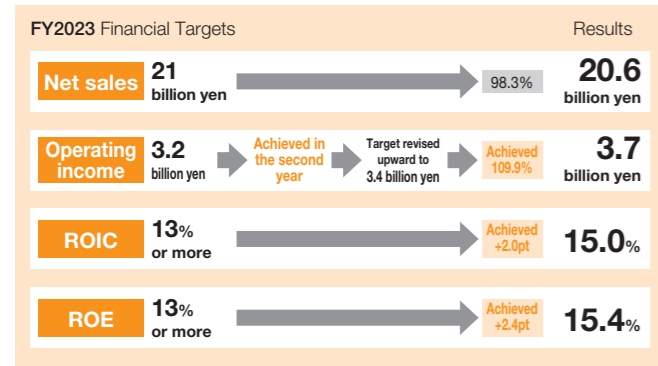 FY2023 Financial Targets Results
Net sales 21 billion yen 98.3% 20.6 billion yen
Operating income 3.2 billion yen Achieved in the second year Target revised upward to 3.4 billion yen Achieved 109.9% 3.7 billion yen
ROIC 13% or more Achieved +2.0pt 15.0%
ROE 13% or more Achieved +2.4pt 15.4%